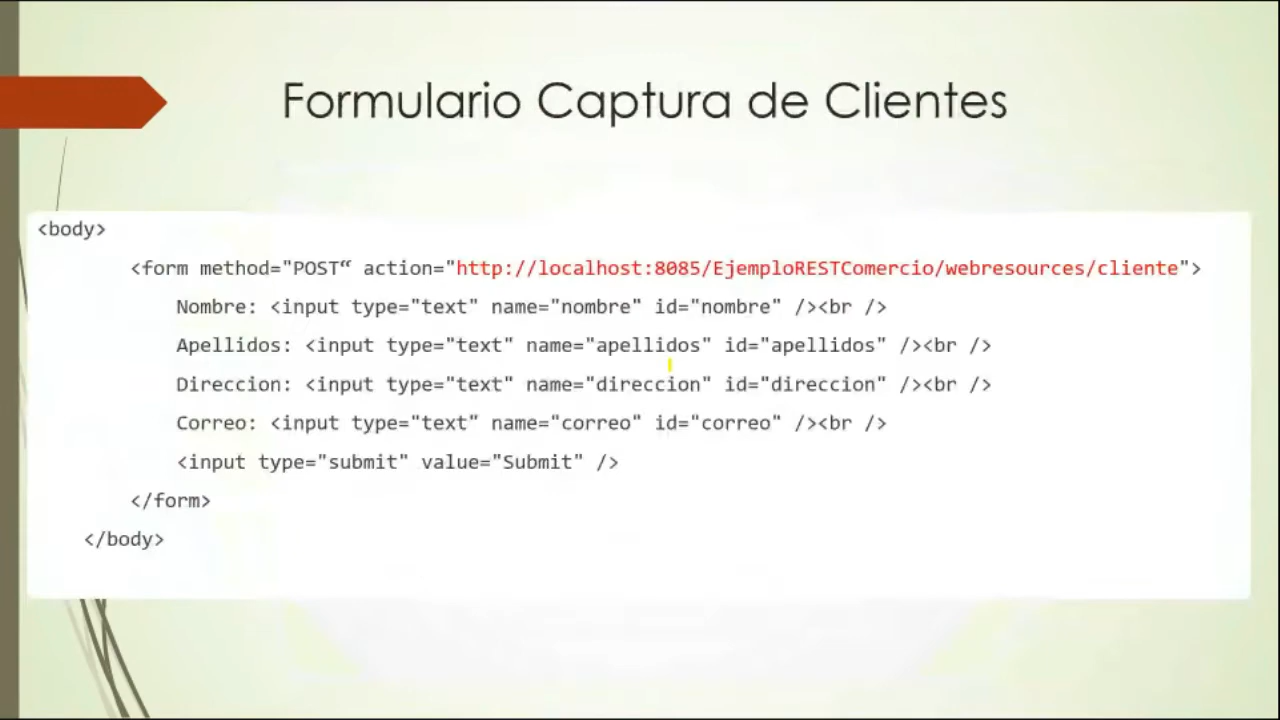 Formulario Captura de Clientes
<body>
<form method="POST“ action="http://localhost:8085/EjemploRESTComercio/webresources/cliente">
Nombre: <input type="text" name="nombre" id="nombre" /><br />
Apellidos: <input type="text" name="apellidos" id="apellidos" /><br />
Direccion: <input type="text" name="direccion" id="direccion" /><br />
Correo: <input type="text" name="correo" id="correo" /><br />
<input type="submit" value="Submit" />
</form>
</body>